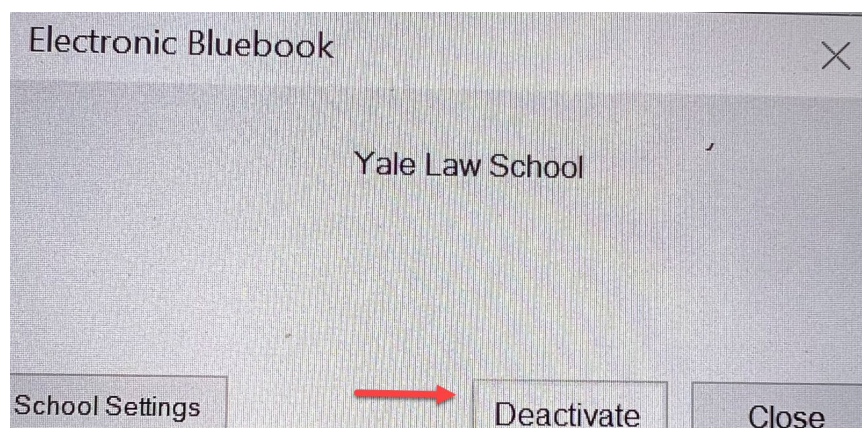 Electronic Bluebook
Yale Law School
School Settings
Deactivate
Close